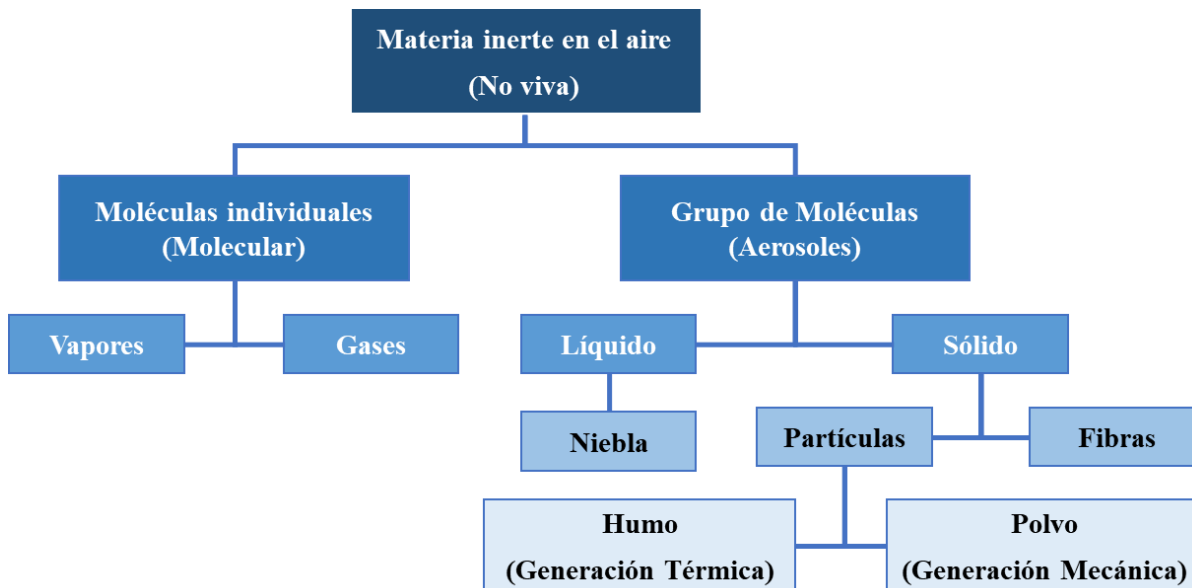 Materia inerte en el aire
(No viva)
Moléculas individuales
(Molecular)
Grupo de Moléculas
(Aerosoles)
Vapores
Gases
Líquido
Sólido
Niebla
Partículas
Fibras
Humo
(Generación Térmica)
Polvo
(Generación Mecánica)